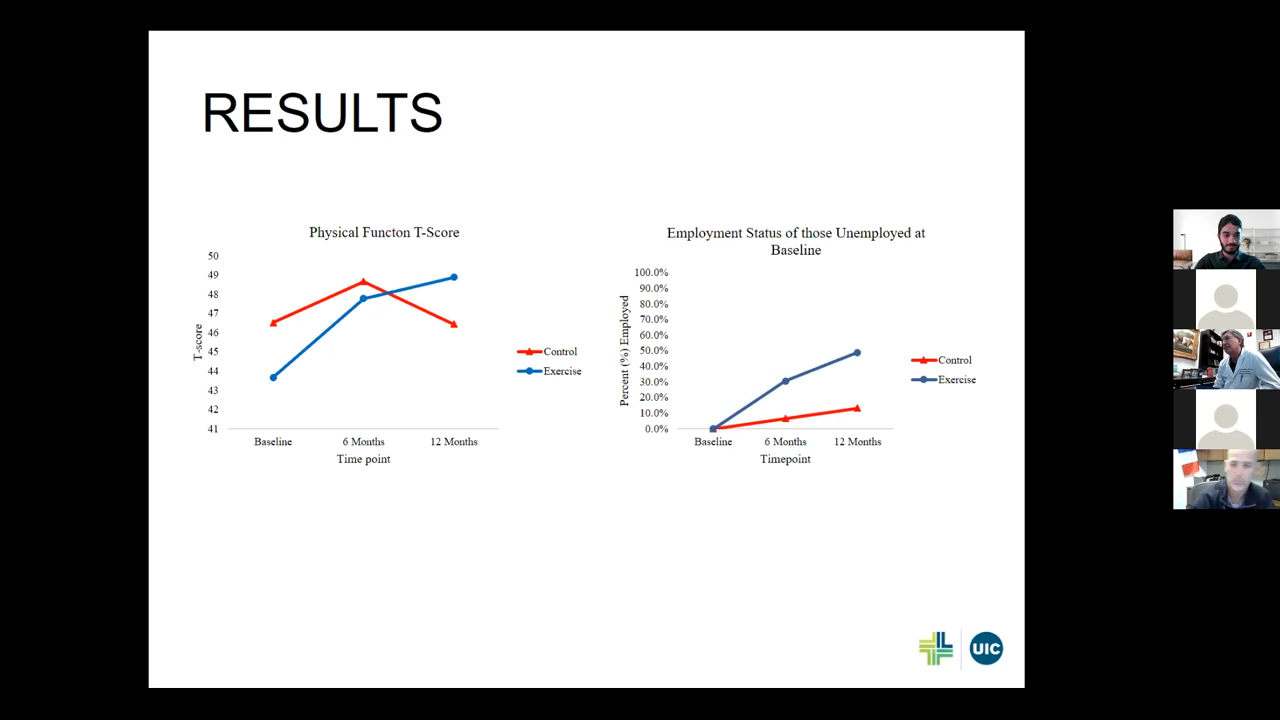 RESULTS
Physical Functon T-Score
50
49
48
47
46
45
44
43
42
41
T-score
Baseline
6 Months
12 Months
Time point
Control
Exercise
Employment Status of those Unemployed at
Baseline
100.0%
90.0%
80.0%
70.0%
60.0%
50.0%
40.0%
30.0%
20.0%
10.0%
0.0%
Percent (%) Employed
Baseline
6 Months
12 Months
Timepoint
Control
Exercise
UIC